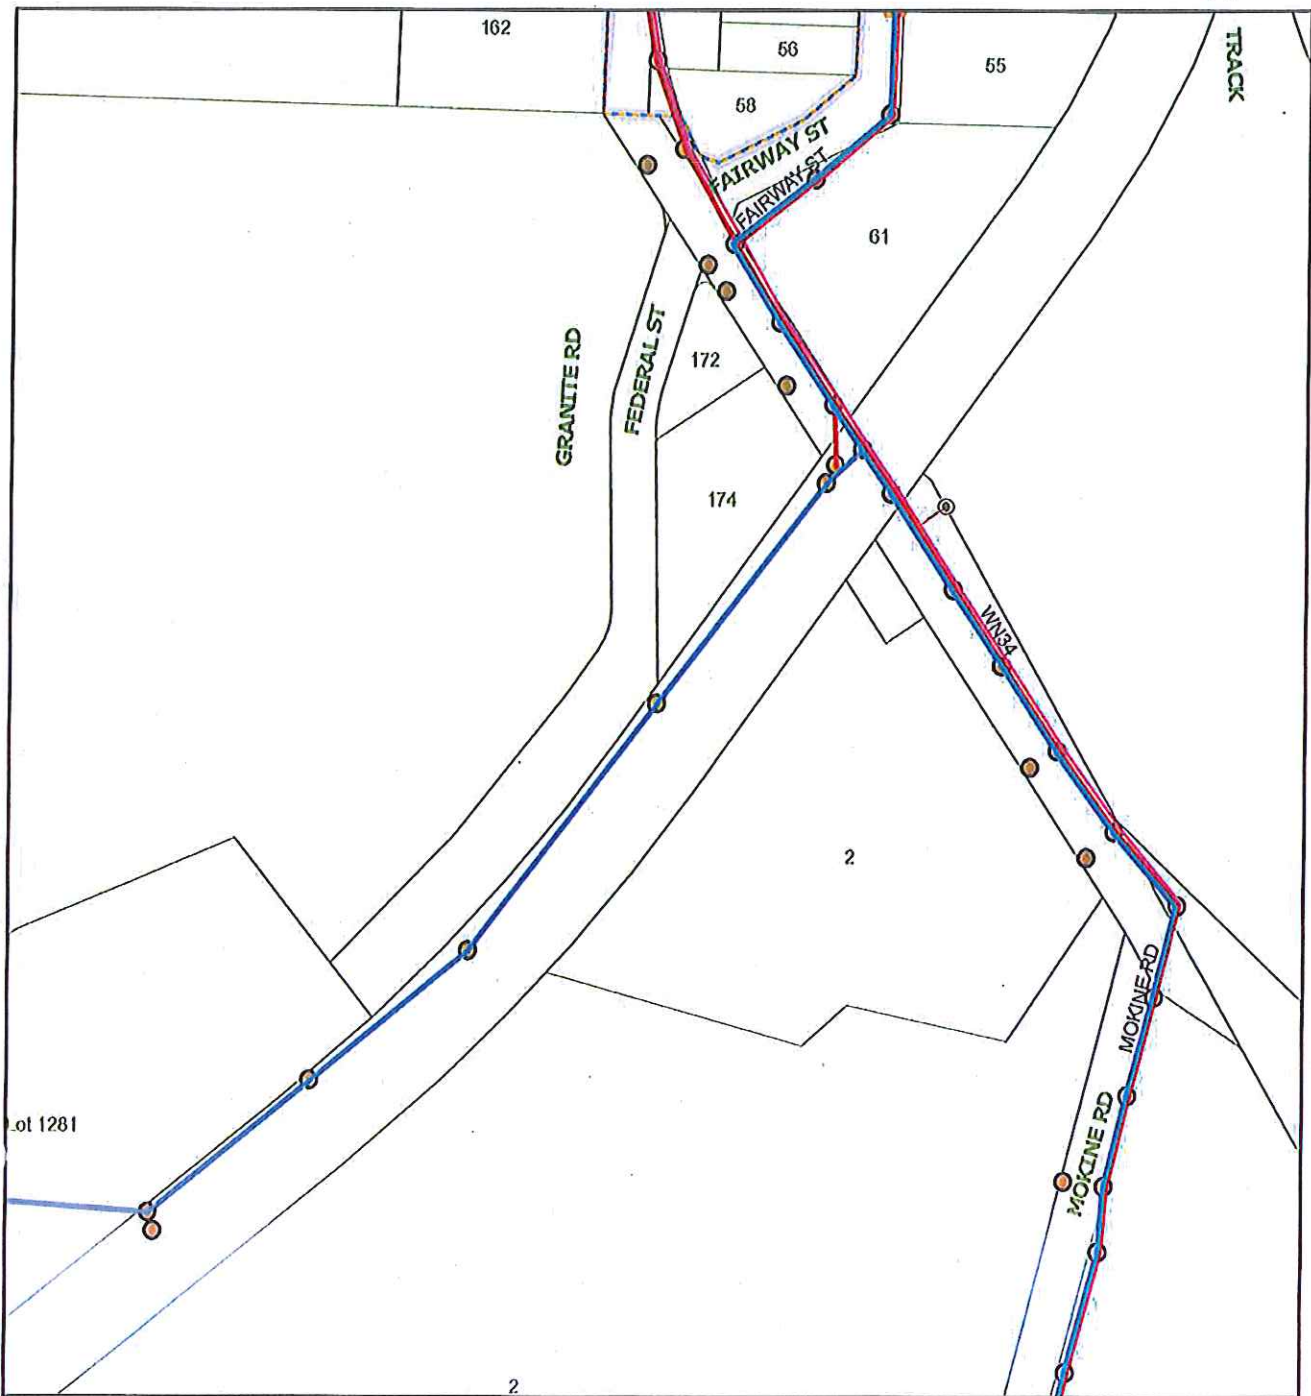 162
56
55
TRACK
58
FAIRWAY ST
FAIRWAY ST
61
GRANITE RD
FEDERAL ST
172
174
WN34
2
MOKINE RD
MOKINE RD
Lot 1281
2